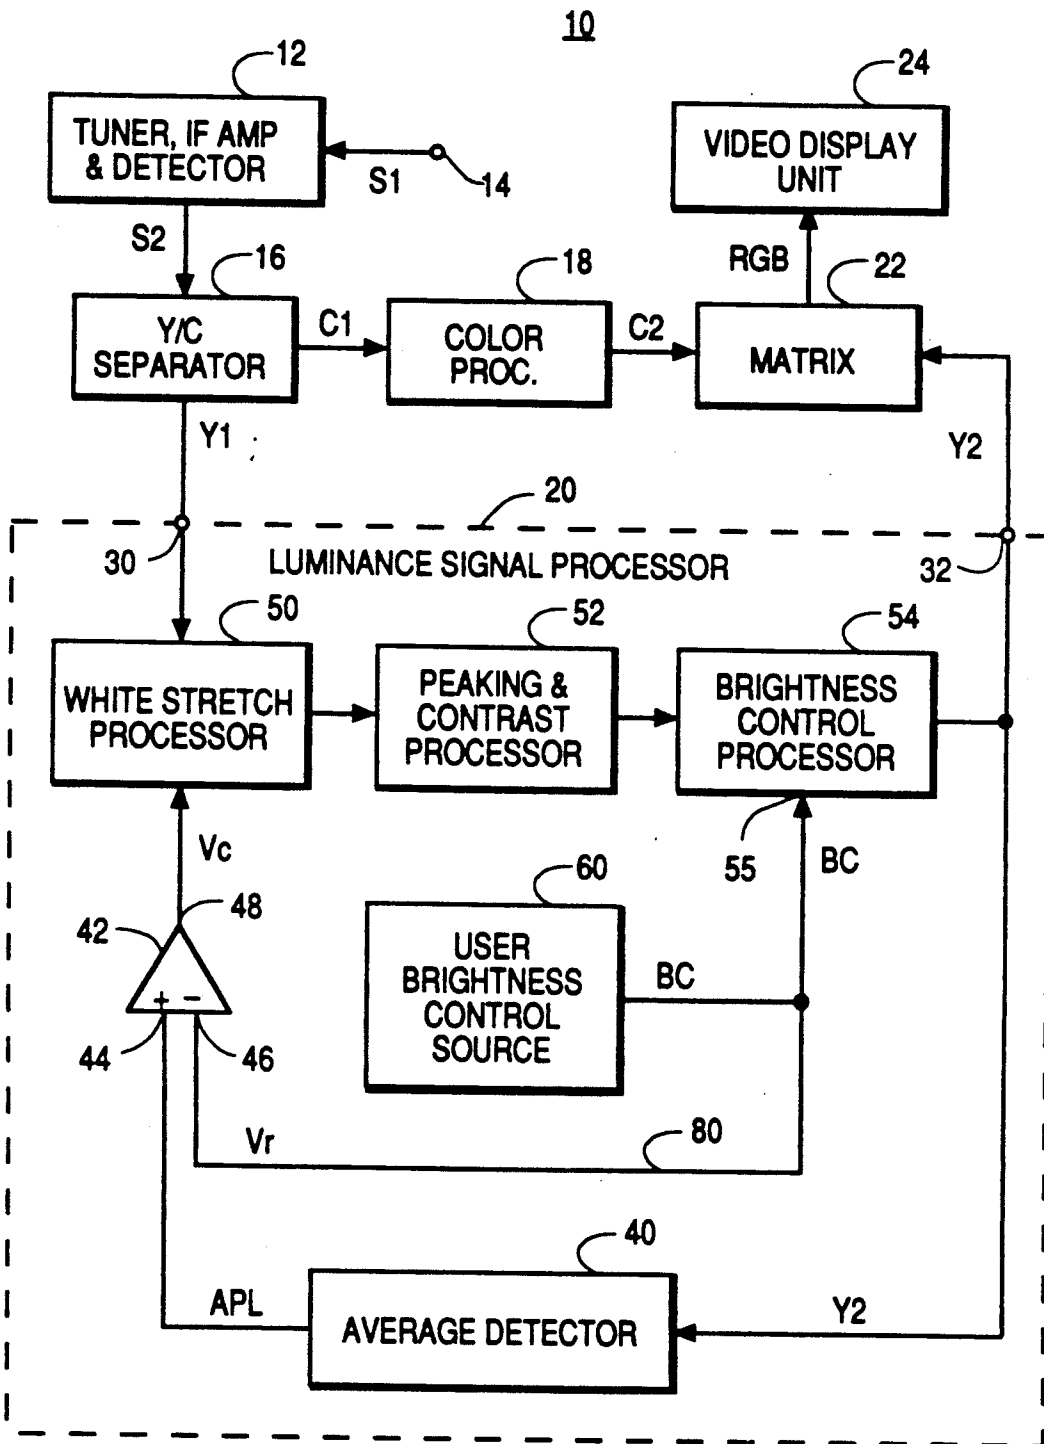 10
12
TUNER, IF AMP
& DETECTOR
S1
14
24
VIDEO DISPLAY
UNIT
S2
16
Y/C
SEPARATOR
C1
18
COLOR
PROC.
C2
RGB
22
MATRIX
Y1
Y2
20
30
LUMINANCE SIGNAL PROCESSOR
32
50
WHITE STRETCH
PROCESSOR
52
PEAKING &
CONTRAST
PROCESSOR
54
BRIGHTNESS
CONTROL
PROCESSOR
55
BC
Vc
48
42
+ −
44
46
60
USER
BRIGHTNESS
CONTROL
SOURCE
BC
Vr
80
40
APL
AVERAGE DETECTOR
Y2